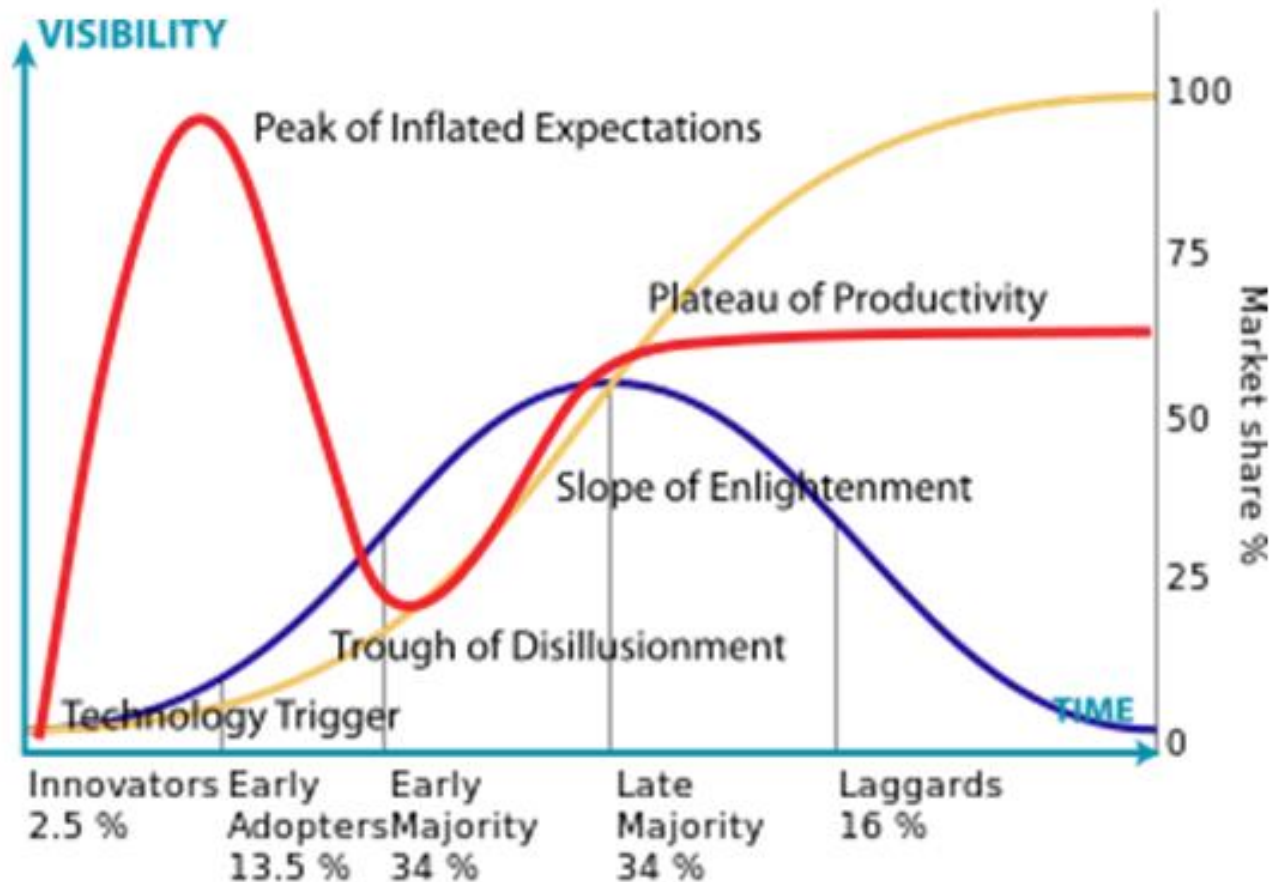 VISIBILITY
Peak of Inflated Expectations
100
75
Plateau of Productivity
Market share %
50
Slope of Enlightenment
25
Trough of Disillusionment
Technology Trigger
TIME
0
Innovators
2.5 %
Early
Adopters
13.5 %
Early
Majority
34 %
Late
Majority
34 %
Laggards
16 %